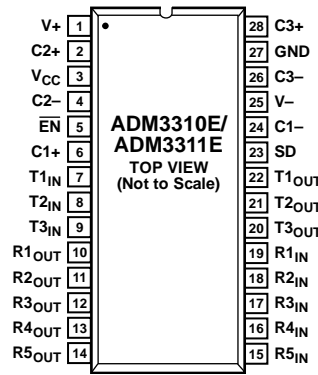 V+ 1 28 C3+
C2+ 2 27 GND
VCC 3 26 C3–
C2– 4 25 V–
EN 5 24 C1–
C1+ 6 23 SD
T1IN 7 22 T1OUT
T2IN 8 21 T2OUT
T3IN 9 20 T3OUT
R1OUT 10 19 R1IN
R2OUT 11 18 R2IN
R3OUT 12 17 R3IN
R4OUT 13 16 R4IN
R5OUT 14 15 R5IN
ADM3310E/
ADM3311E
TOP VIEW
(Not to Scale)